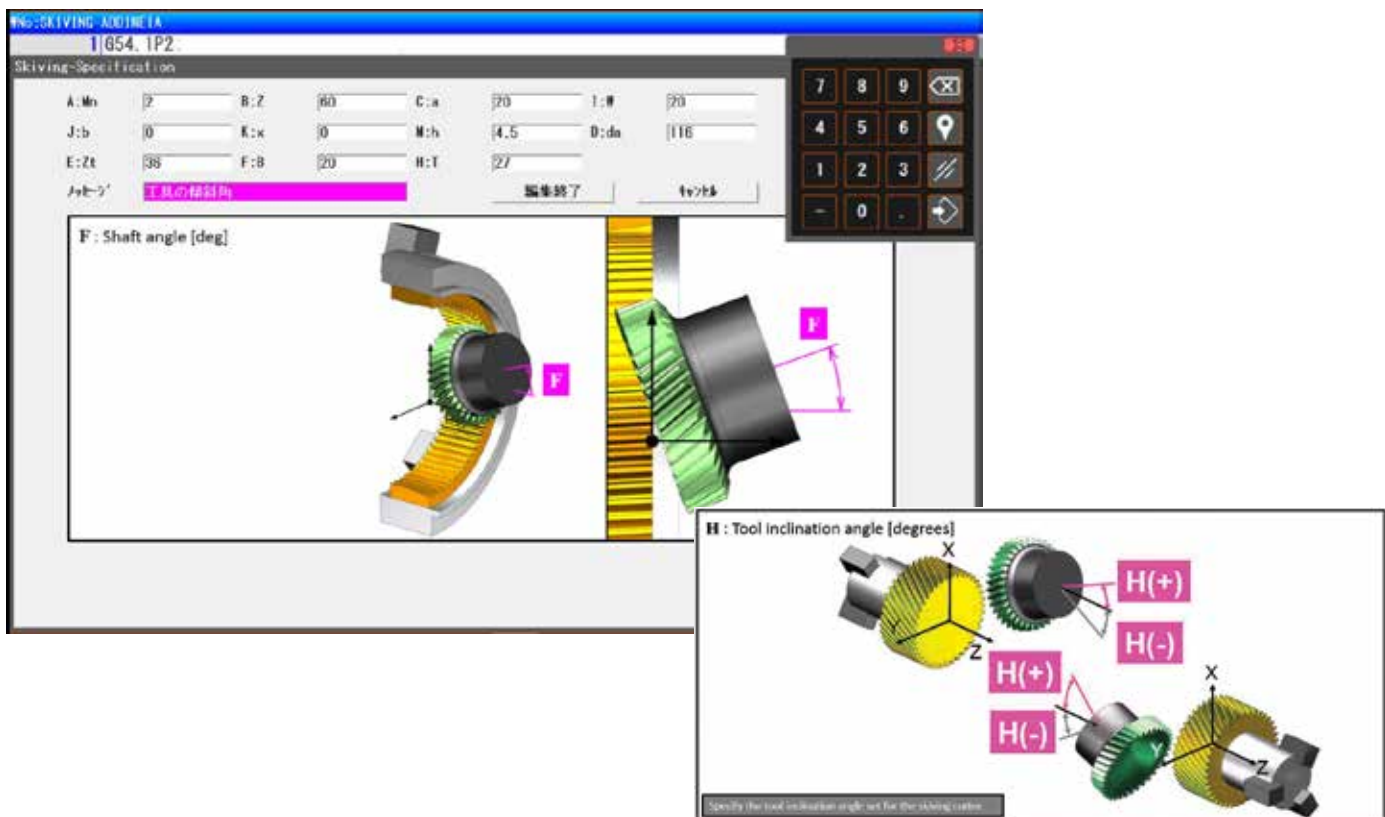 WNo:SKIVING-ADDINEIA
1 G54. 1P2
Skiving-Specification
A:Mn 2 B:Z 60 C:a 20 I:W 20
J:b 0 K:x 0 M:h 4.5 D:da 116
E:Zt 36 F:B 20 H:T 27
メッセージ 工具の傾斜角 編集終了 キャンセル
7 8 9
4 5 6
1 2 3
- 0 .
F : Shaft angle [deg]
F
F
H : Tool inclination angle [degrees]
X
H(+)
Y
Z
H(-)
H(+)
X
H(-)
Y
Z
Specify the tool inclination angle set for the skiving cutter